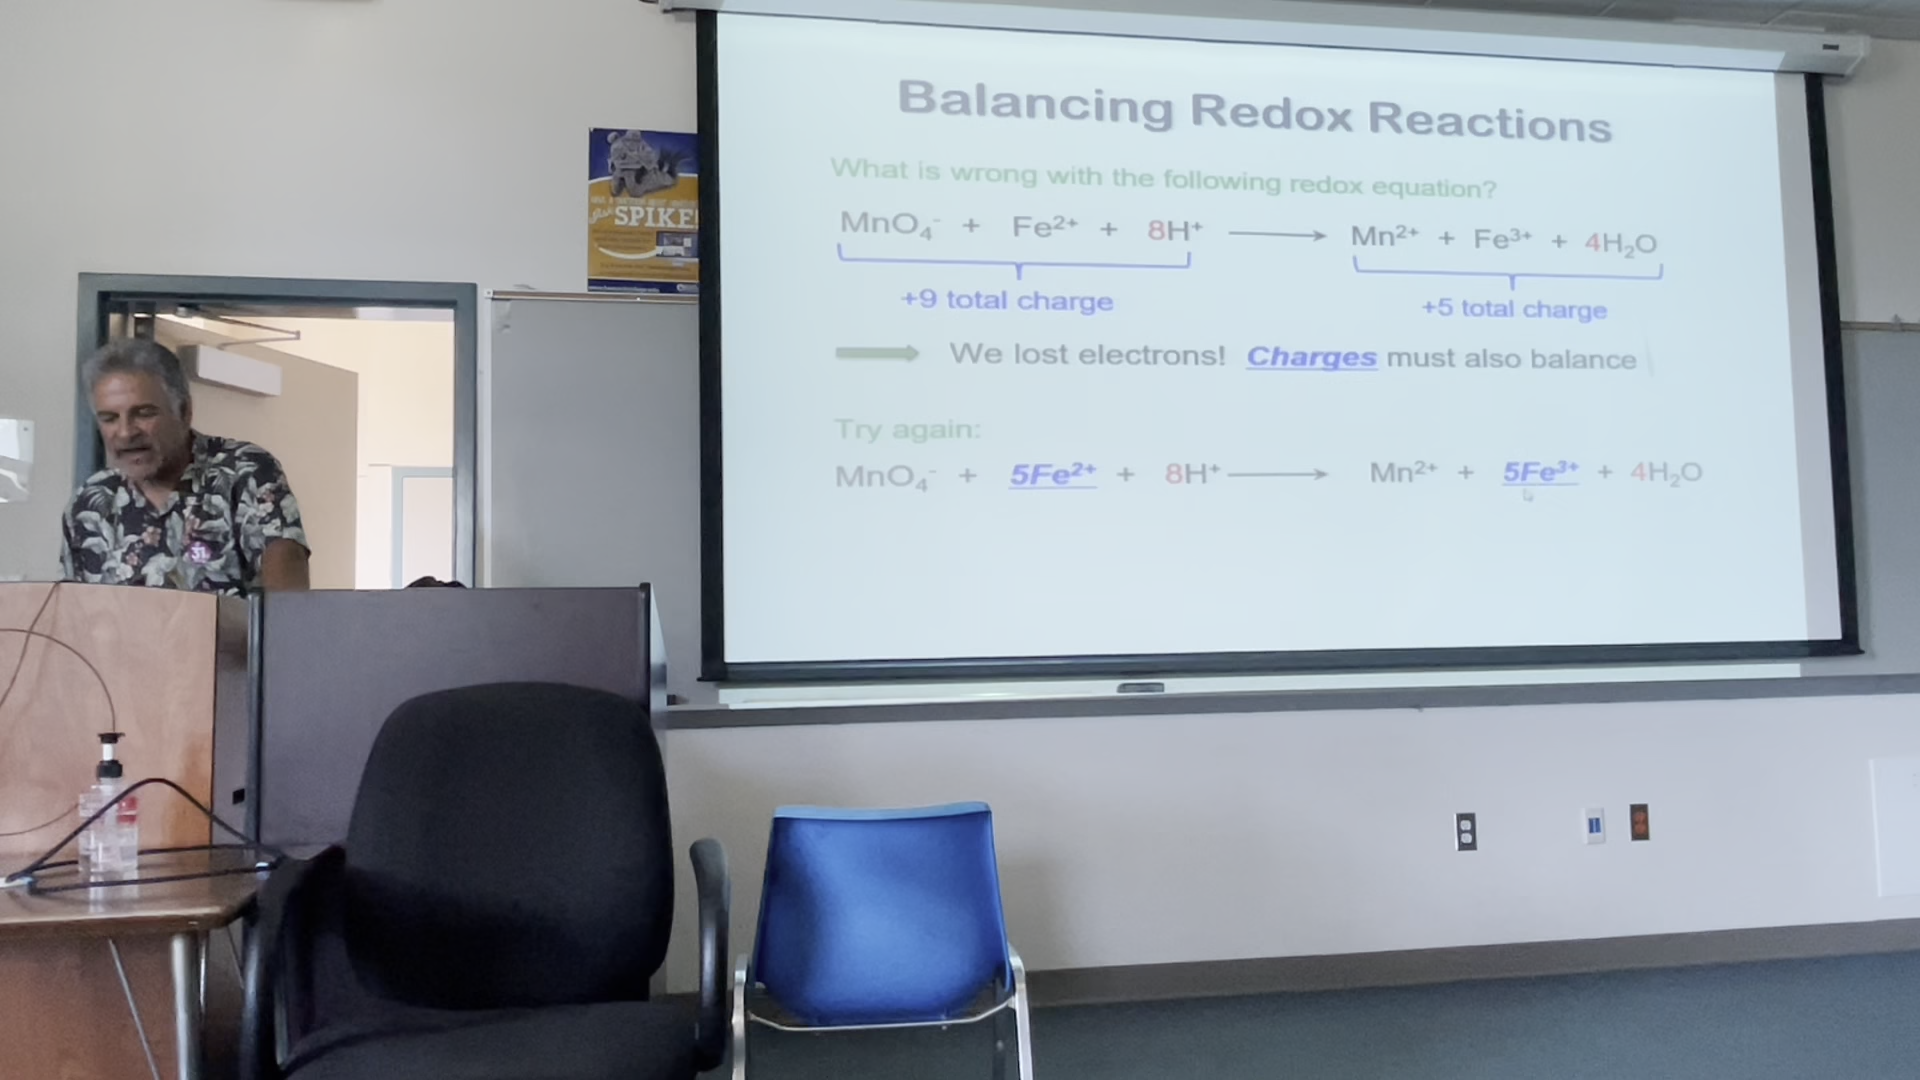 Balancing Redox Reactions
What is wrong with the following redox equation?
MnO₄⁻ + Fe²⁺ + 8H⁺ ⟶ Mn²⁺ + Fe³⁺ + 4H₂O
+9 total charge +5 total charge
We lost electrons! Charges must also balance
Try again:
MnO₄⁻ + 5Fe²⁺ + 8H⁺ ⟶ Mn²⁺ + 5Fe³⁺ + 4H₂O
SPIKE
31